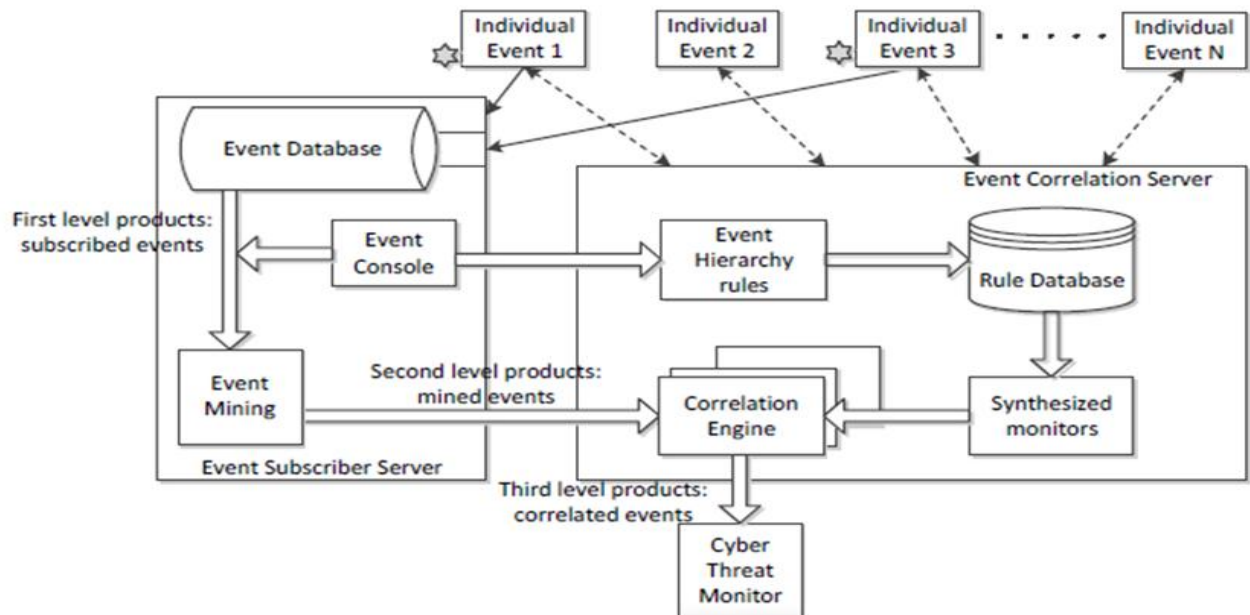 Individual
Event 1
Individual
Event 2
Individual
Event 3
Individual
Event N
Event Database
Event Correlation Server
First level products:
subscribed events
Event
Console
Event
Hierarchy
rules
Rule Database
Event
Mining
Second level products:
mined events
Correlation
Engine
Synthesized
monitors
Event Subscriber Server
Third level products:
correlated events
Cyber
Threat
Monitor